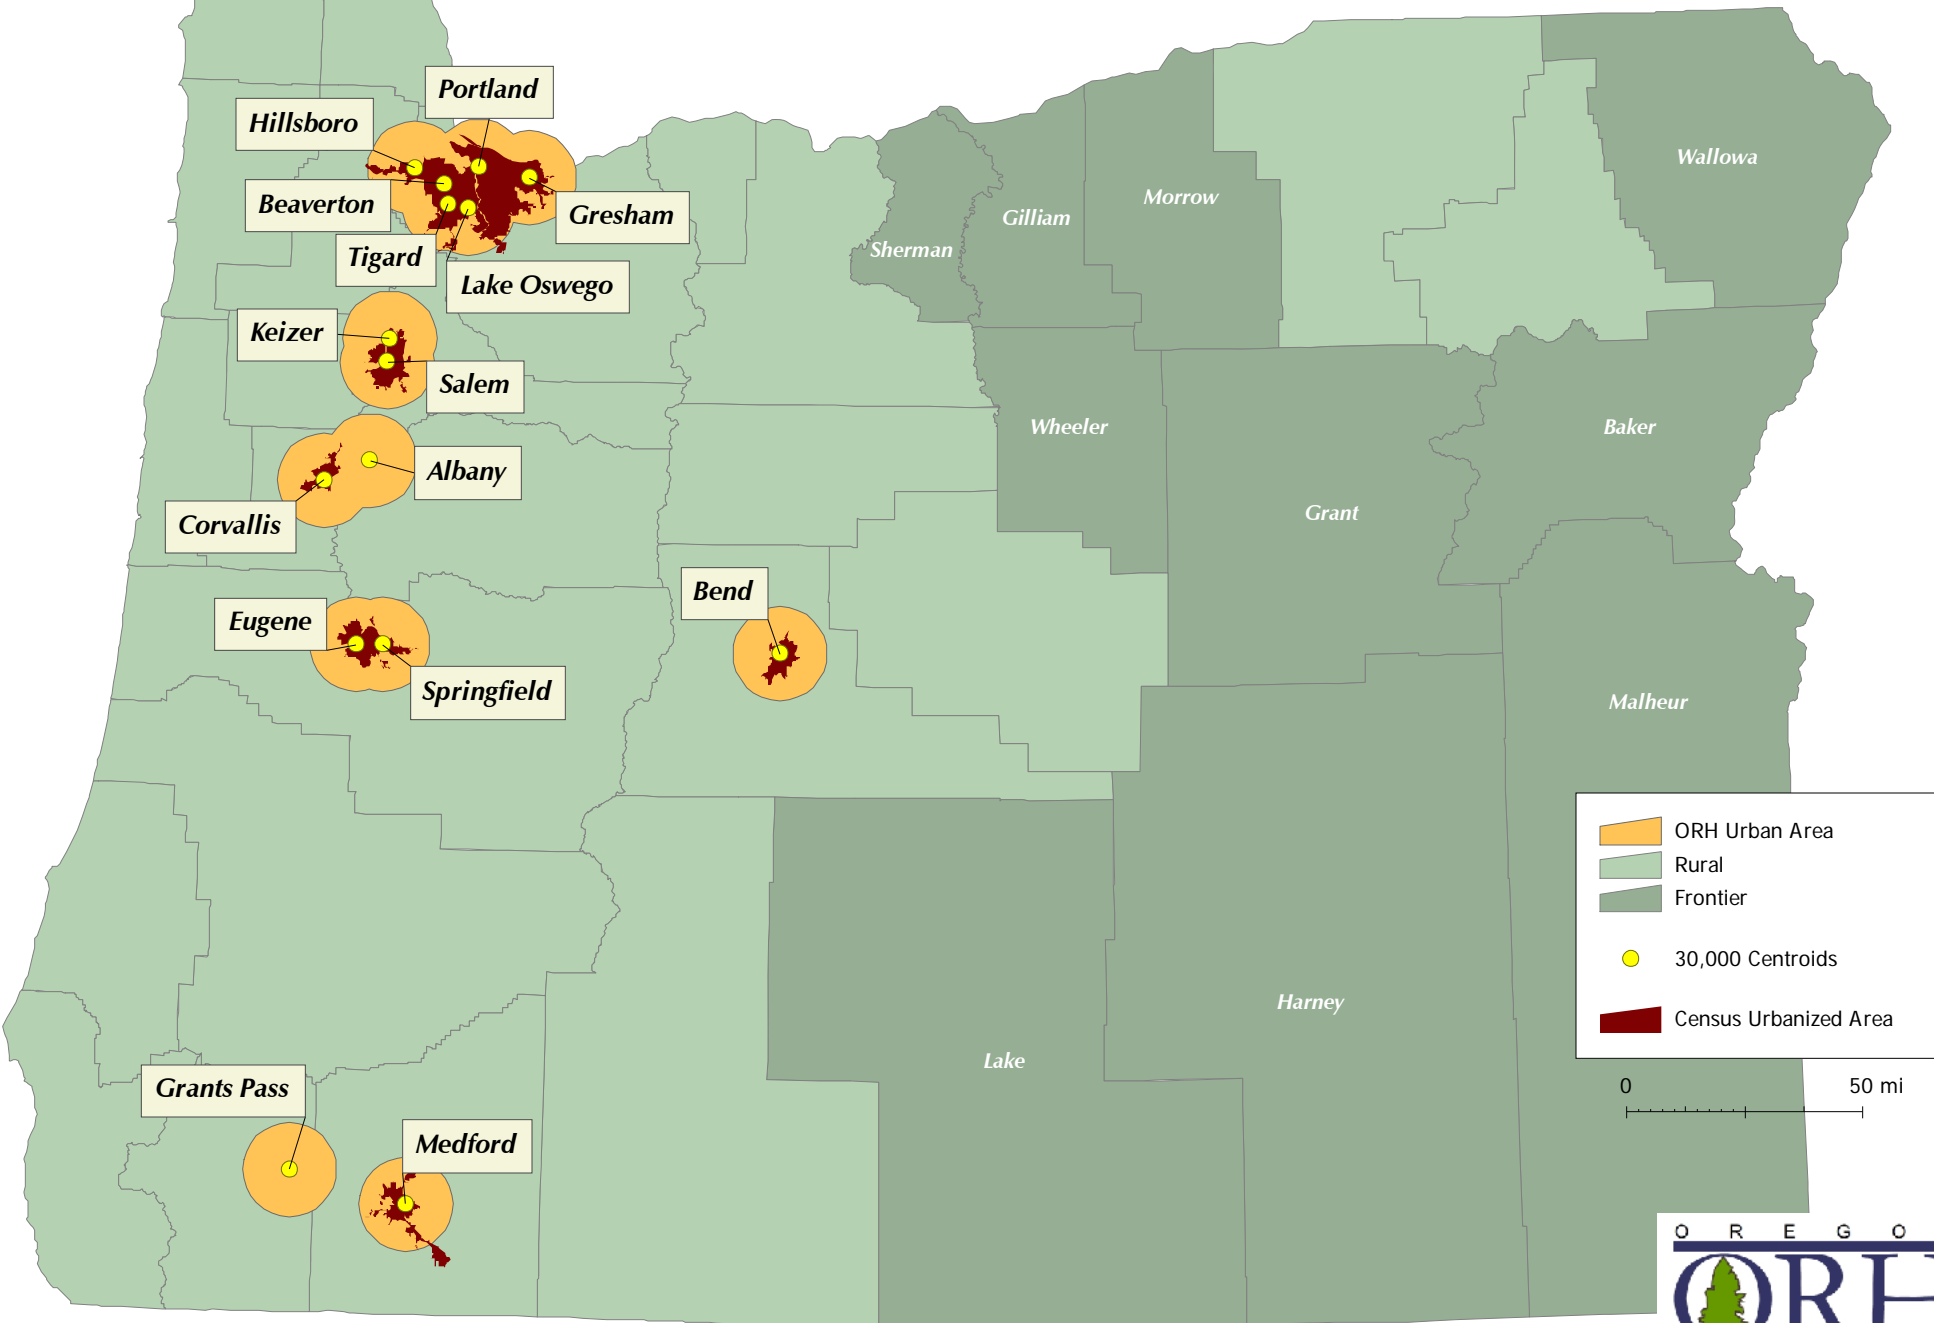 Portland
Hillsboro
Beaverton
Gresham
Tigard
Lake Oswego
Keizer
Salem
Albany
Corvallis
Eugene
Springfield
Bend
Grants Pass
Medford
Wallowa
Morrow
Gilliam
Sherman
Wheeler
Baker
Grant
Malheur
Harney
Lake
ORH Urban Area
Rural
Frontier
30,000 Centroids
Census Urbanized Area
0 50 mi
O R E G O
ORH